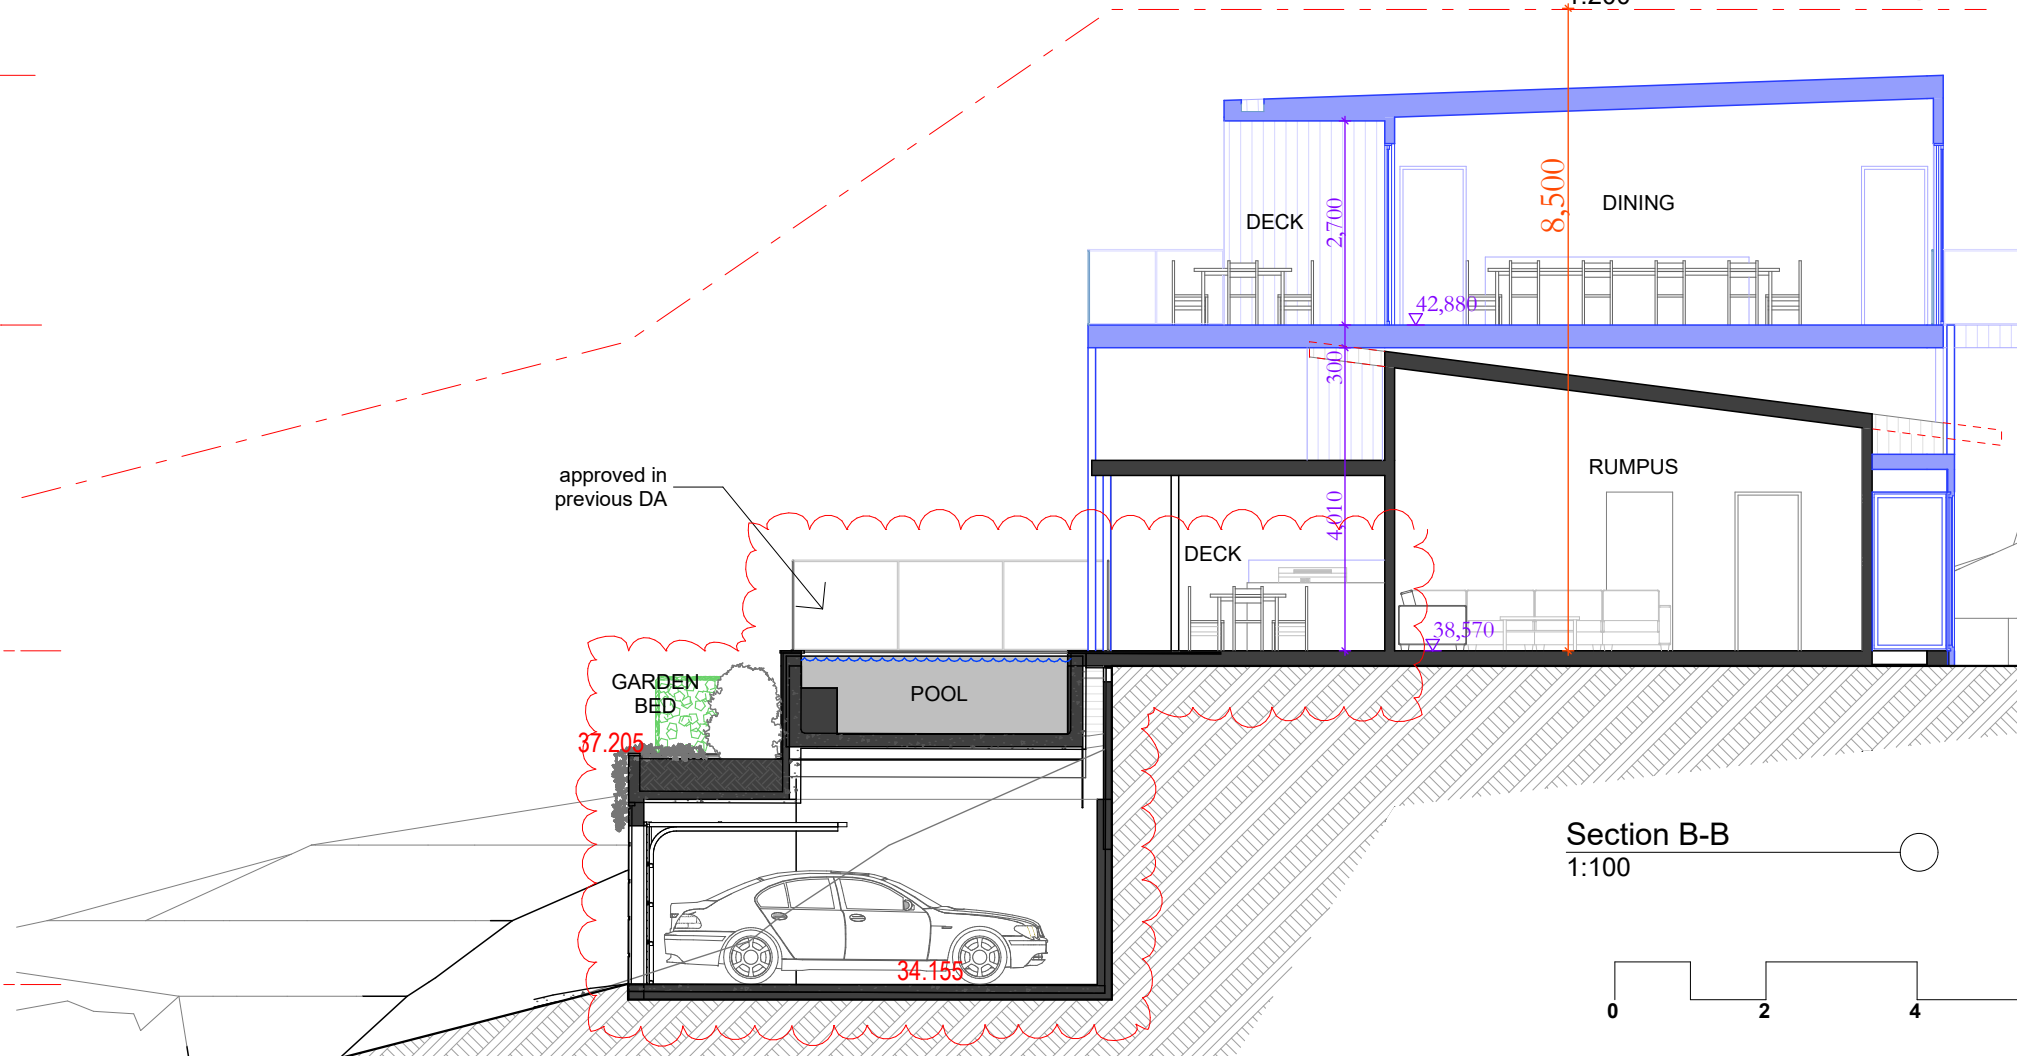 DINING
DECK
2,700
8,500
42,880
300
RUMPUS
approved in
previous DA
4,010
DECK
38,570
GARDEN
BED
POOL
37.205
Section B-B
1:100
34.155
0 2 4